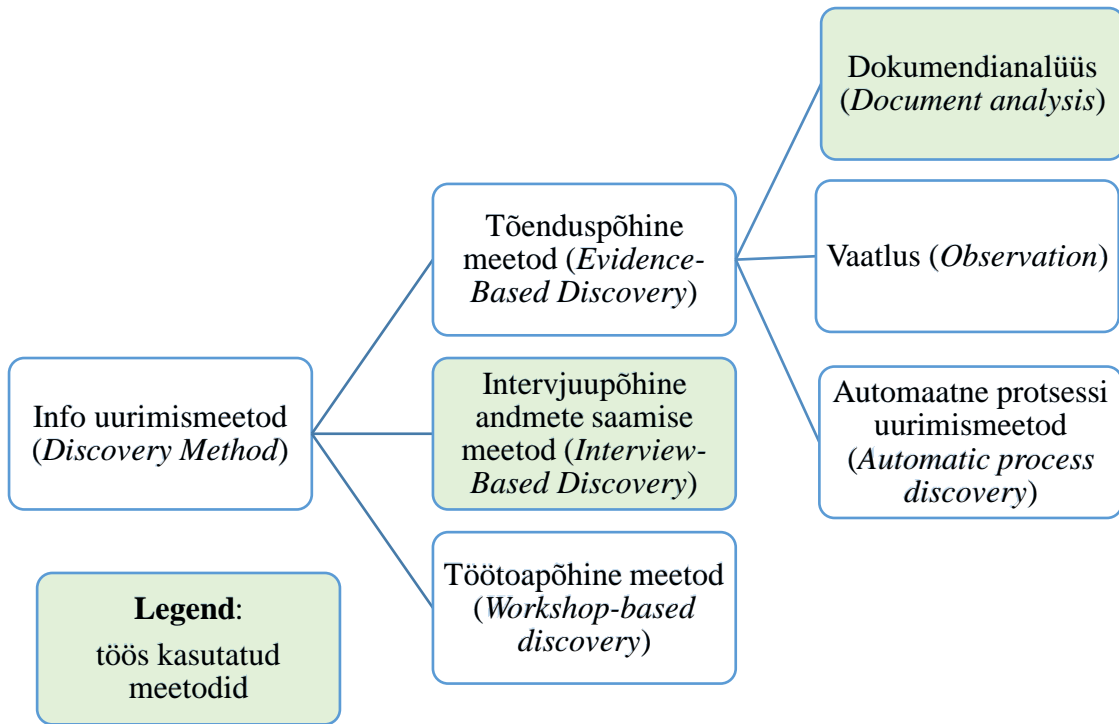 Dokumendianalüüs
(Document analysis)
Tõenduspõhine
meetod (Evidence-
Based Discovery)
Vaatlus (Observation)
Info uurimismeetod
(Discovery Method)
Intervjuupõhine
andmete saamise
meetod (Interview-
Based Discovery)
Automaatne protsessi
uurimismeetod
(Automatic process
discovery)
Töötoapõhine meetod
(Workshop-based
discovery)
Legend:
töös kasutatud
meetodid